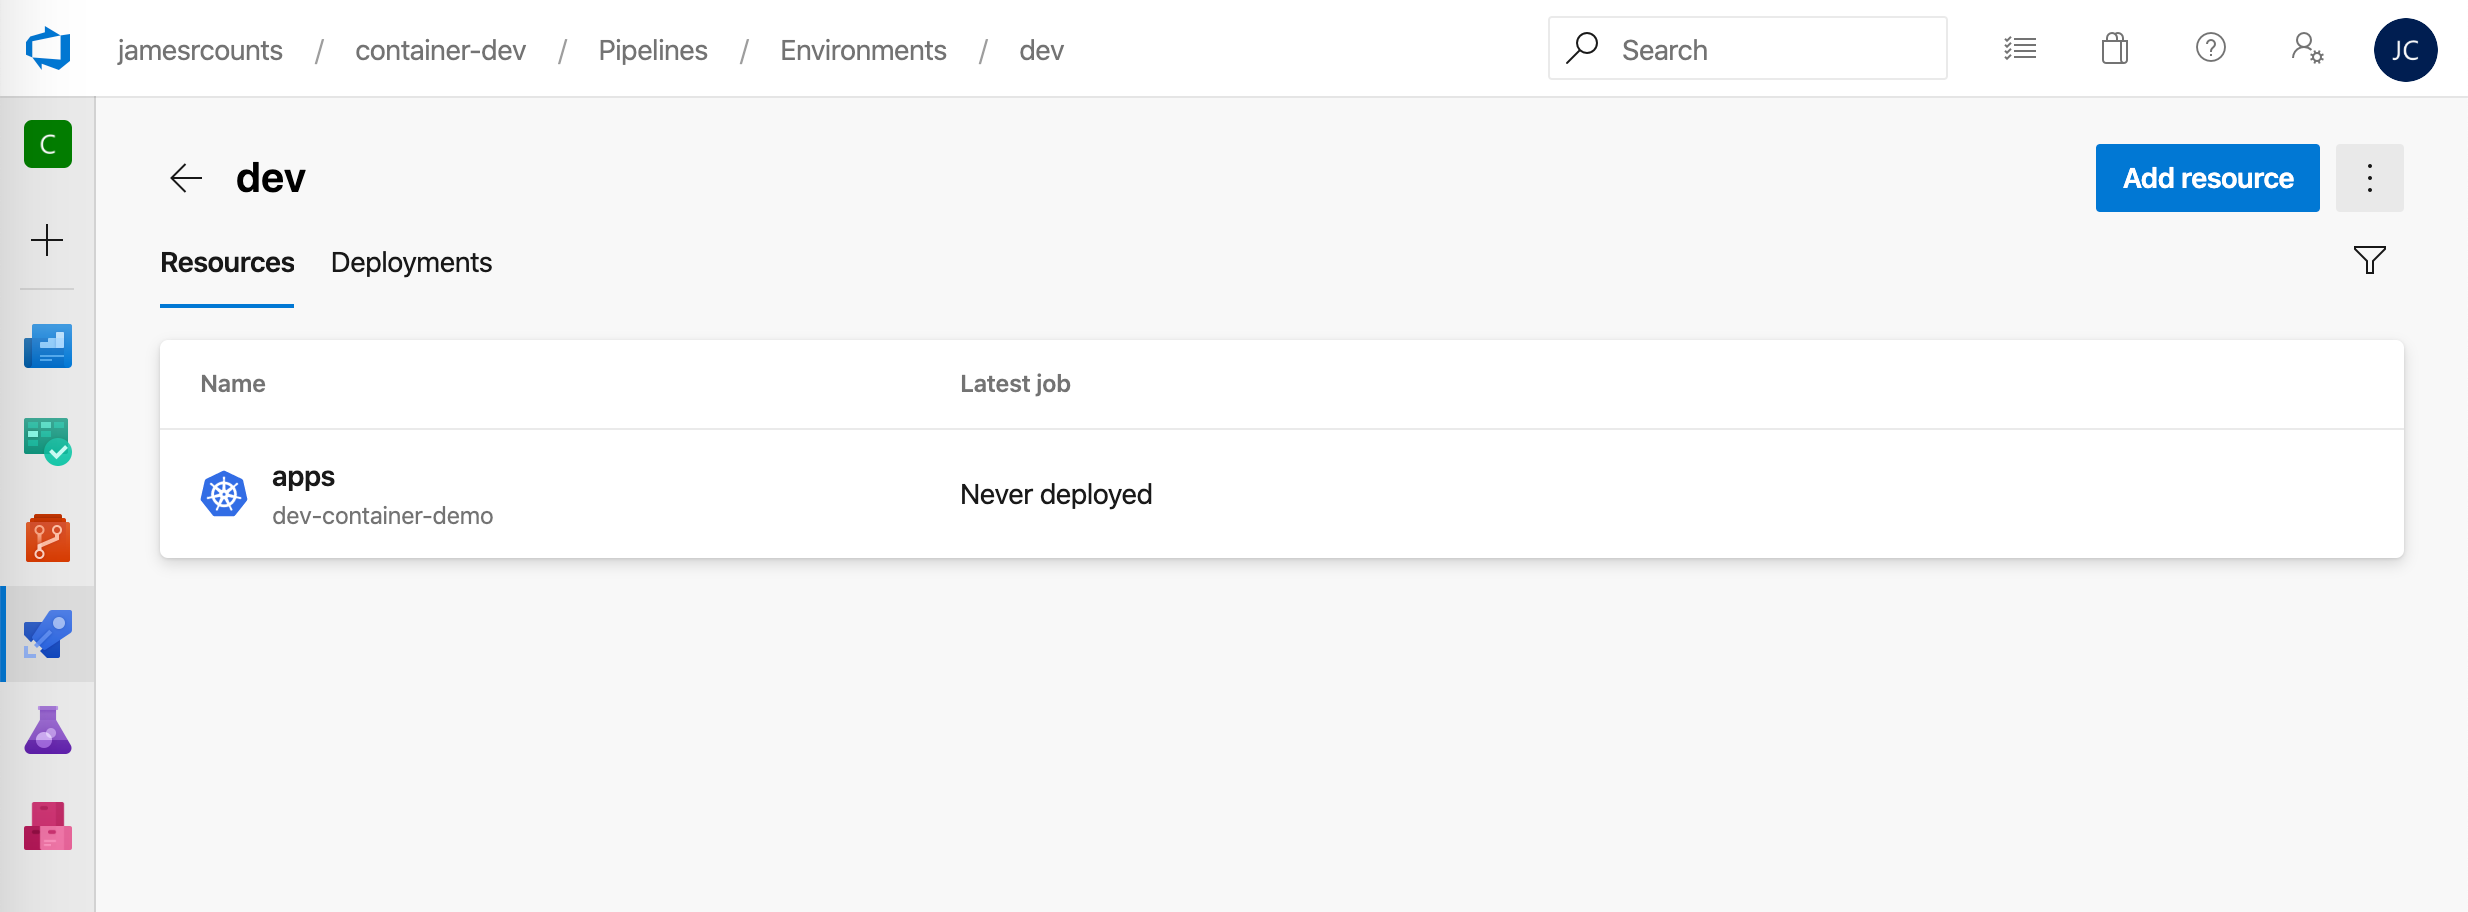 jamesrcounts / container-dev / Pipelines / Environments / dev
Search
JC
C
dev
Add resource
Resources
Deployments
Name
Latest job
apps
dev-container-demo
Never deployed